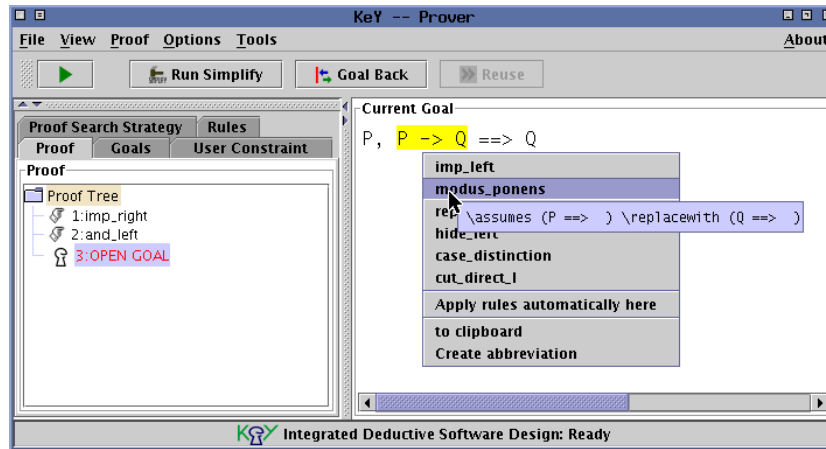 KeY -- Prover
File View Proof Options Tools About
Run Simplify Goal Back Reuse
Proof Search Strategy Rules
Proof Goals User Constraint
Proof
Proof Tree
1:imp_right
2:and_left
3:OPEN GOAL
Current Goal
P, P -> Q ==> Q
imp_left
modus_ponens
\assumes (P ==> ) \replacewith (Q ==> )
hide_left
case_distinction
cut_direct_l
Apply rules automatically here
to clipboard
Create abbreviation
KeY Integrated Deductive Software Design: Ready